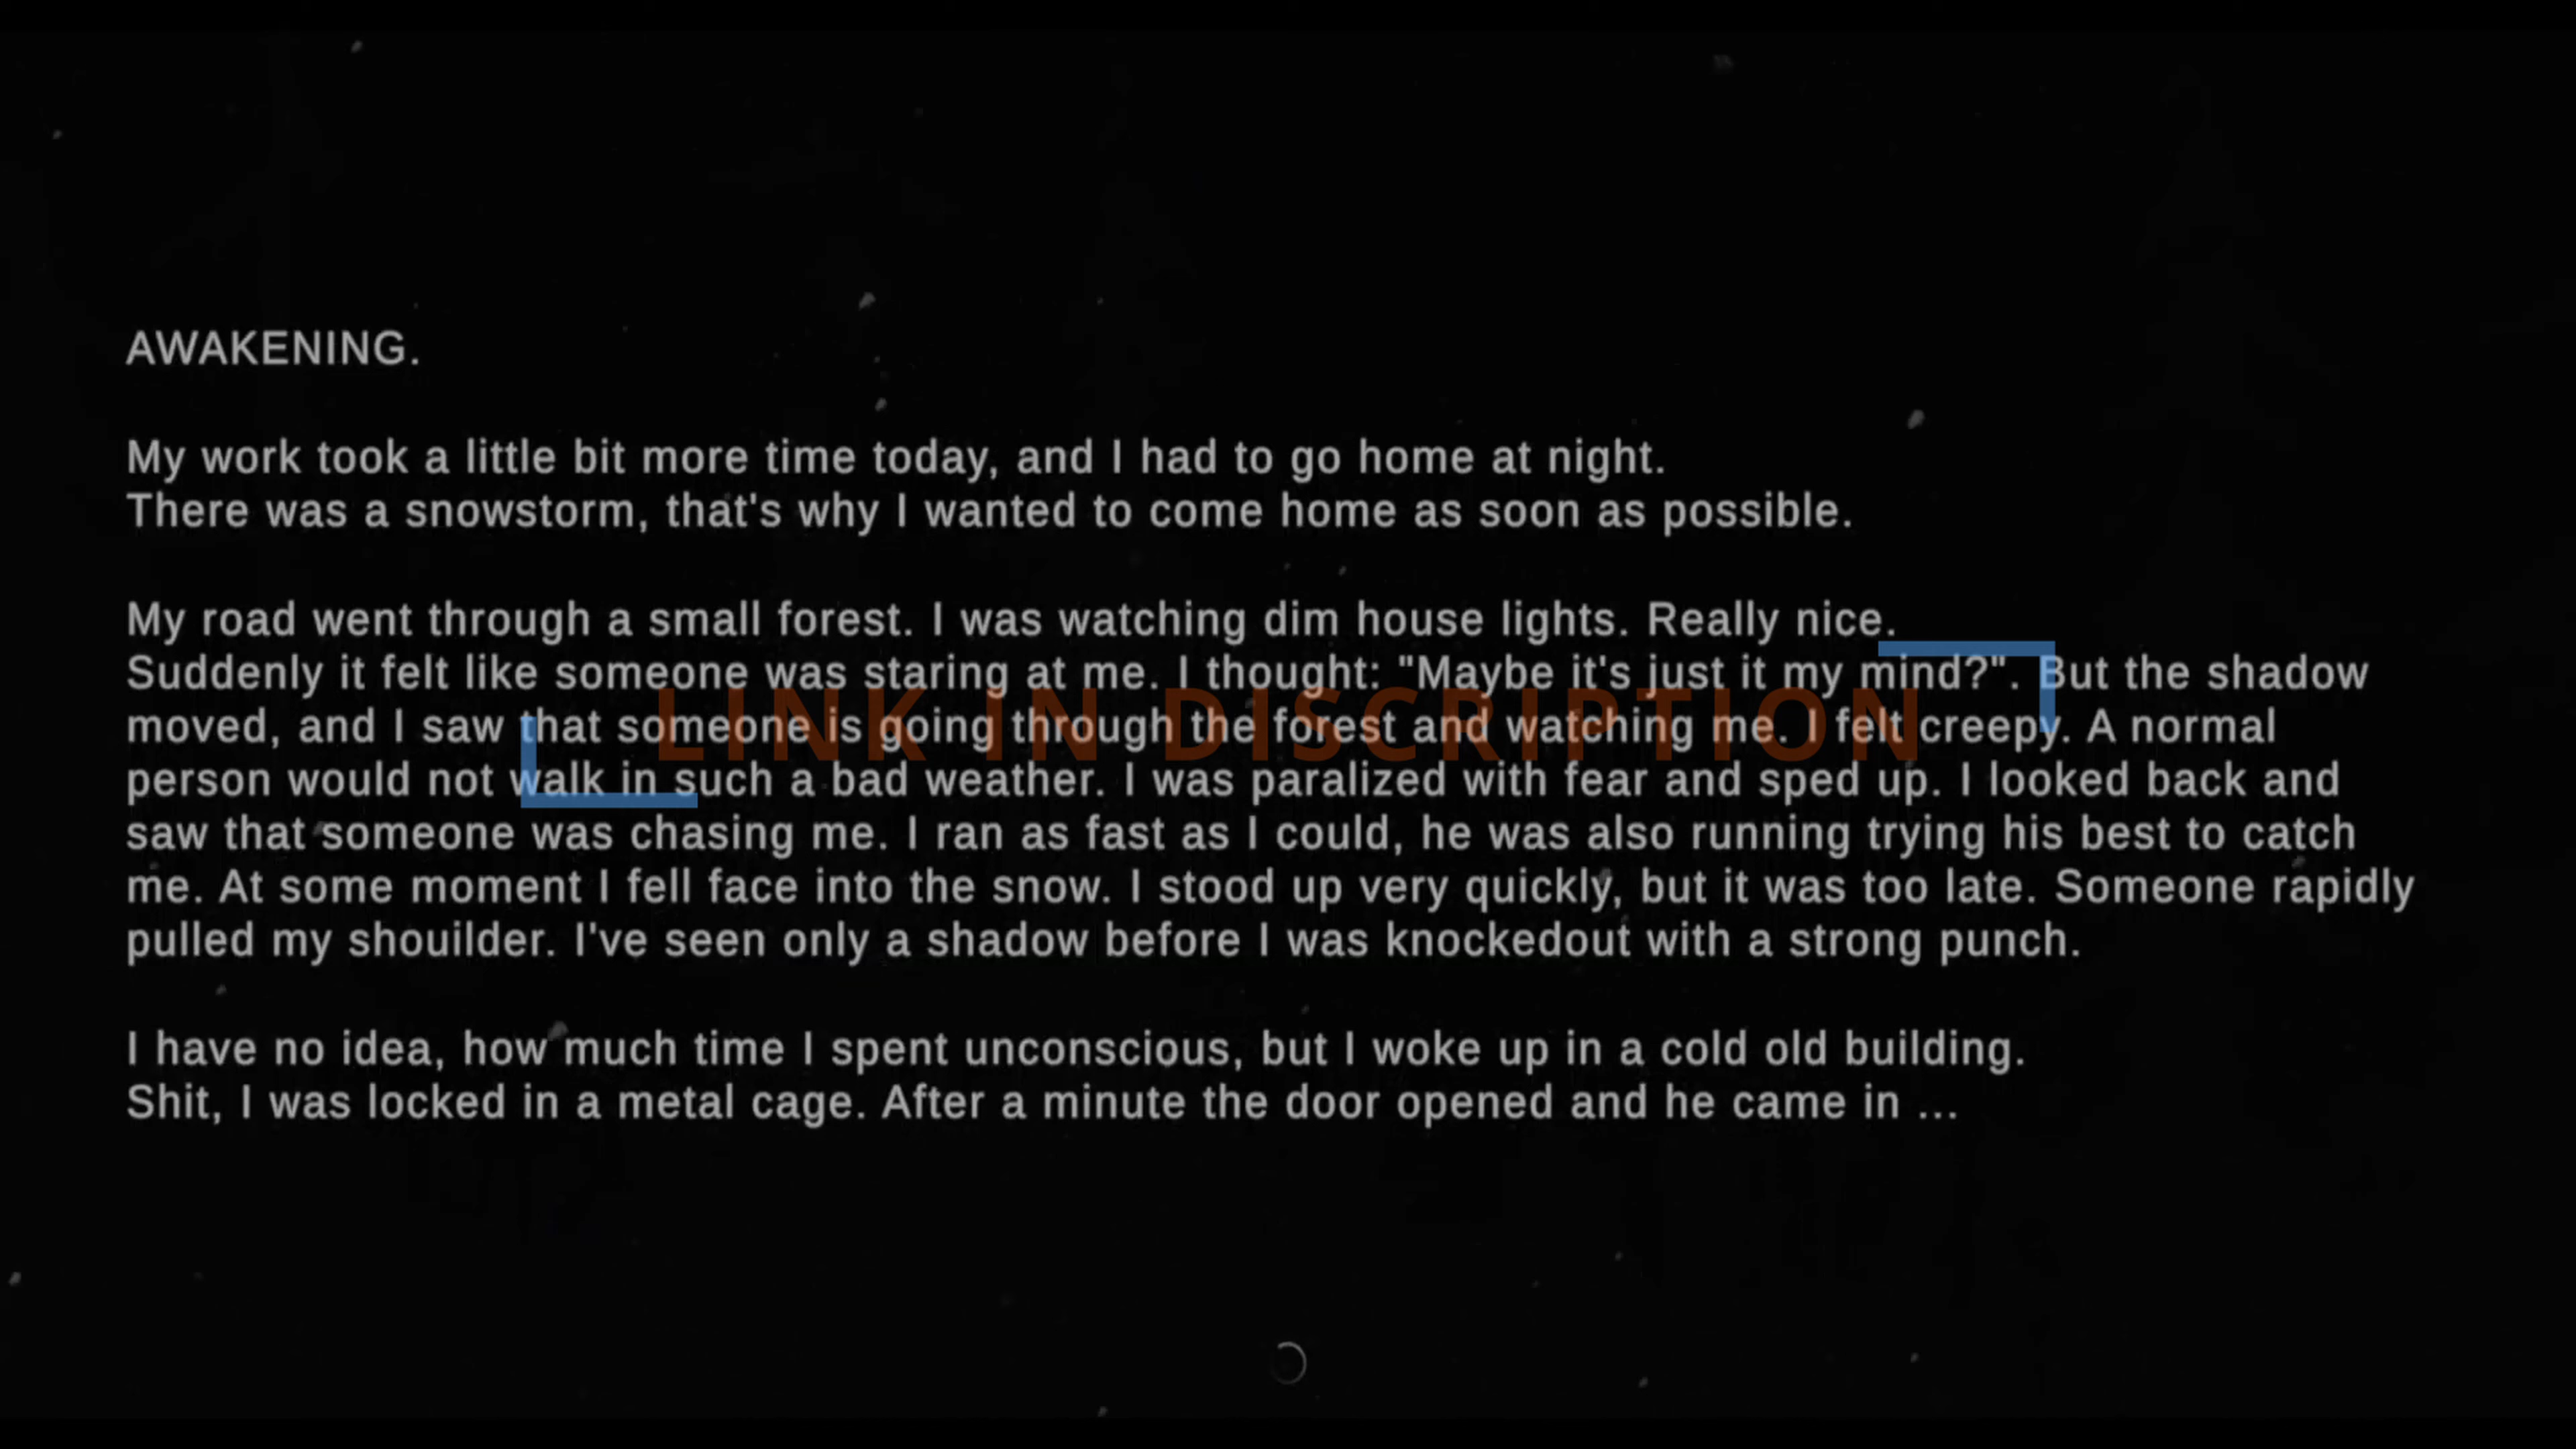 AWAKENING.
My work took a little bit more time today, and I had to go home at night.
There was a snowstorm, that's why I wanted to come home as soon as possible.
My road went through a small forest. I was watching dim house lights. Really nice.
Suddenly it felt like someone was staring at me. I thought: "Maybe it's just it my mind?". But the shadow
moved, and I saw that someone is going through the forest and watching me. I felt creepy. A normal
LINK IN DISCRIPTION
person would not walk in such a bad weather. I was paralized with fear and sped up. I looked back and
saw that someone was chasing me. I ran as fast as I could, he was also running trying his best to catch
me. At some moment I fell face into the snow. I stood up very quickly, but it was too late. Someone rapidly
pulled my shouilder. I've seen only a shadow before I was knockedout with a strong punch.
I have no idea, how much time I spent unconscious, but I woke up in a cold old building.
Shit, I was locked in a metal cage. After a minute the door opened and he came in ...